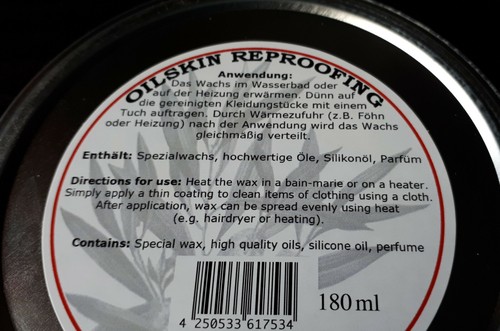 OILSKIN REPROOFING
Anwendung:
Das Wachs im Wasserbad oder
auf der Heizung erwärmen. Dünn auf
die gereinigten Kleidungstücke mit einem
Tuch auftragen. Durch Wärmezufuhr (z.B. Föhn
oder Heizung) nach der Anwendung wird das Wachs
gleichmäßig verteilt.
Enthält: Spezialwachs, hochwertige Öle, Silikonöl, Parfüm
Directions for use: Heat the wax in a bain-marie or on a heater.
Simply apply a thin coating to clean items of clothing using a cloth.
After application, wax can be spread evenly using heat
(e.g. hairdryer or heating).
Contains: Special wax, high quality oils, silicone oil, perfume
180 ml
4 250533 617534